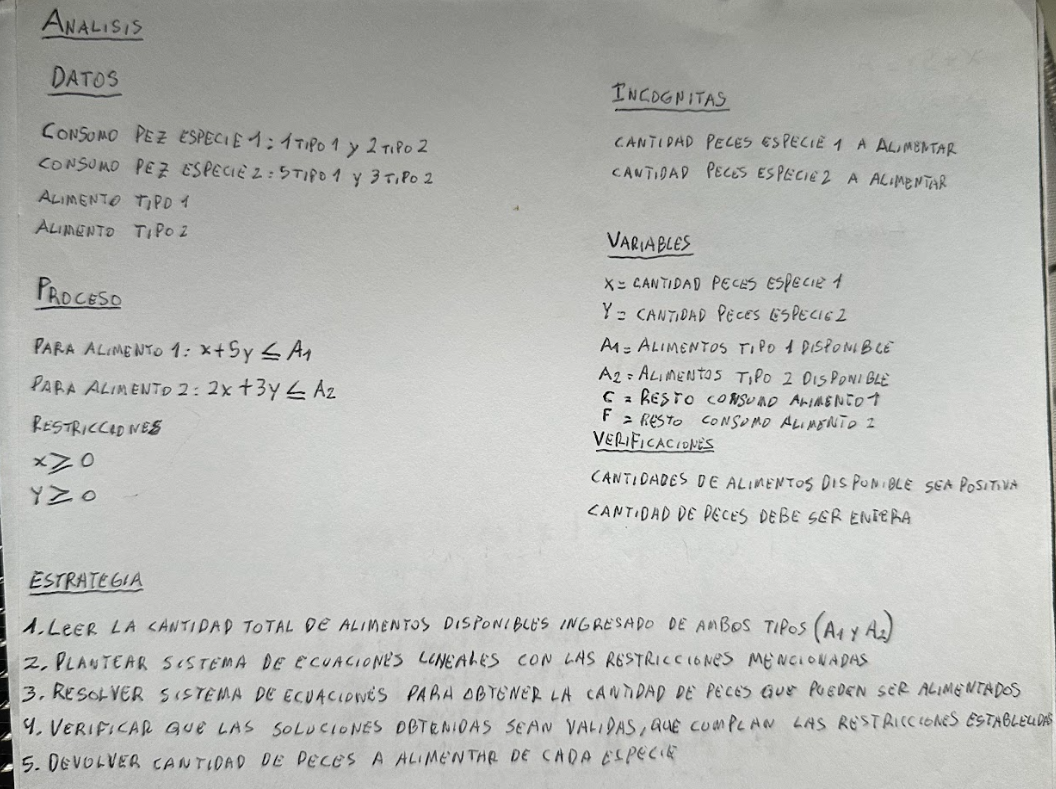 ANALISIS
DATOS
CONSUMO PEZ ESPECIE 1: 1 TIPO 1 y 2 TIPO 2
CONSUMO PEZ ESPECIE 2: 5 TIPO 1 Y 3 TIPO 2
ALIMENTO TIPO 1
ALIMENTO TIPO 2
PROCESO
PARA ALIMENTO 1: x+5y ≤ A1
PARA ALIMENTO 2: 2x+3y ≤ A2
RESTRICCIONES
x ≥ 0
Y ≥ 0
INCOGNITAS
CANTIDAD PECES ESPECIE 1 A ALIMENTAR
CANTIDAD PECES ESPECIE 2 A ALIMENTAR
VARIABLES
X = CANTIDAD PECES ESPECIE 1
Y = CANTIDAD PECES ESPECIE 2
A1 = ALIMENTOS TIPO 1 DISPONIBLE
A2 = ALIMENTOS TIPO 2 DISPONIBLE
C = RESTO CONSUMO ALIMENTO 1
F = RESTO CONSUMO ALIMENTO 2
VERIFICACIONES
CANTIDADES DE ALIMENTOS DISPONIBLE SEA POSITIVA
CANTIDAD DE PECES DEBE SER ENTERA
ESTRATEGIA
1. LEER LA CANTIDAD TOTAL DE ALIMENTOS DISPONIBLES INGRESADO DE AMBOS TIPOS (A1 y A2)
2. PLANTEAR SISTEMA DE ECUACIONES LINEALES CON LAS RESTRICCIONES MENCIONADAS
3. RESOLVER SISTEMA DE ECUACIONES PARA OBTENER LA CANTIDAD DE PECES QUE PUEDEN SER ALIMENTADOS
4. VERIFICAR QUE LAS SOLUCIONES OBTENIDAS SEAN VALIDAS, QUE CUMPLAN LAS RESTRICCIONES ESTABLECIDAS
5. DEVOLVER CANTIDAD DE PECES A ALIMENTAR DE CADA ESPECIE